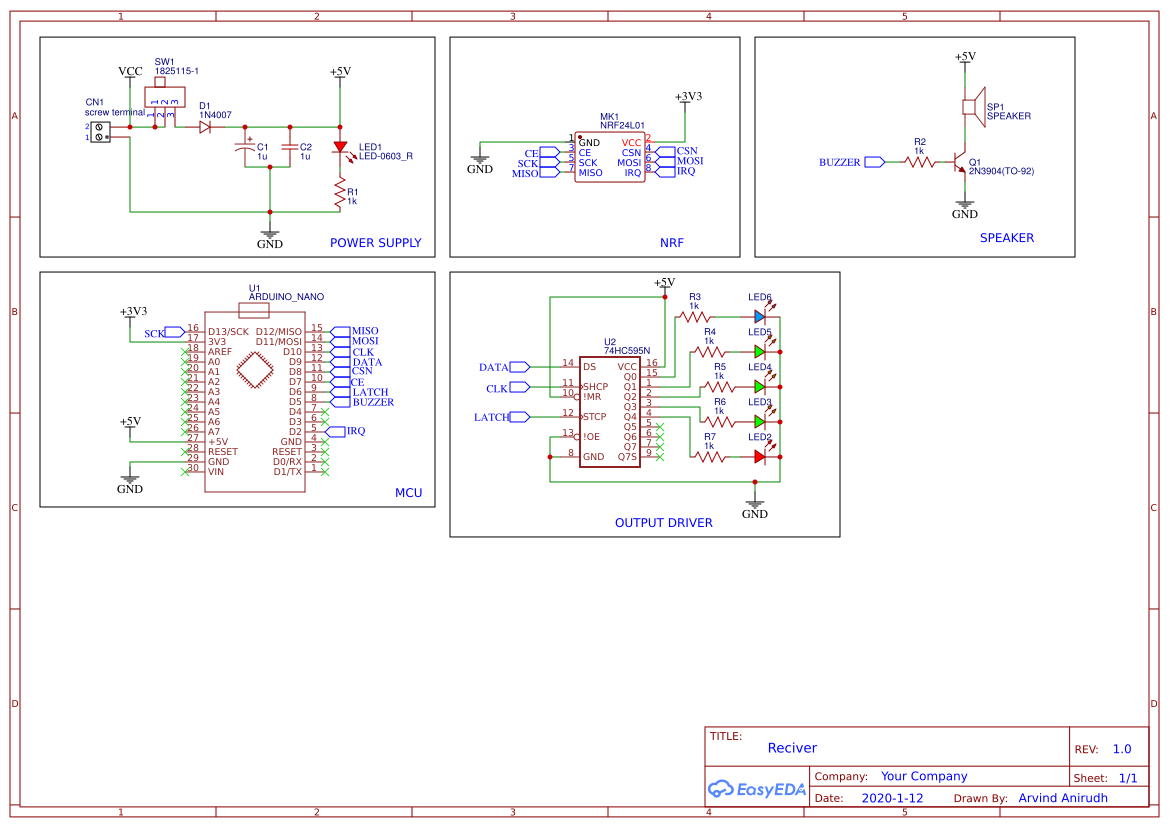 1 2 3 4 5
A
B
C
D
A
B
C
D
1 2 3 4 5
VCC
SW1
1825115-1
+5V
CN1
screw terminal
2
1
1 2 3
1 2 3
D1
1N4007
+
C1
1u
C2
1u
LED1
LED-0603_R
R1
1k
GND
POWER SUPPLY
+3V3
MK1
NRF24L01
GND
1 GND VCC 2
CE 3 CE CSN 4 CSN
SCK 5 SCK MOSI 6 MOSI
MISO 7 MISO IRQ 8 IRQ
NRF
+5V
SP1
SPEAKER
BUZZER
R2
1k
Q1
2N3904(TO-92)
GND
SPEAKER
U1
ARDUINO_NANO
+3V3
SCK 16 D13/SCK D12/MISO 15 MISO
17 3V3 D11/MOSI 14 MOSI
18 AREF D10 13 CLK
19 A0 D9 12 DATA
20 A1 D8 11 CSN
21 A2 D7 10 CE
22 A3 D6 9 LATCH
23 A4 D5 8 BUZZER
24 A5 D4 7
25 A6 D3 6
26 A7 D2 5 IRQ
+5V
27 +5V GND 4
28 RESET RESET 3
29 GND D0/RX 2
30 VIN D1/TX 1
GND
MCU
+5V
U2
74HC595N
DATA 14 DS VCC 16
Q0 15
CLK 11 SHCP Q1 1
10 !MR Q2 2
Q3 3
LATCH 12 STCP Q4 4
Q5 5
13 !OE Q6 6
Q7 7
8 GND Q7S 9
R3
1k
LED6
R4
1k
LED5
R5
1k
LED4
R6
1k
LED3
R7
1k
LED2
GND
OUTPUT DRIVER
TITLE:
Reciver
REV: 1.0
EasyEDA
Company: Your Company
Sheet: 1/1
Date: 2020-1-12
Drawn By: Arvind Anirudh